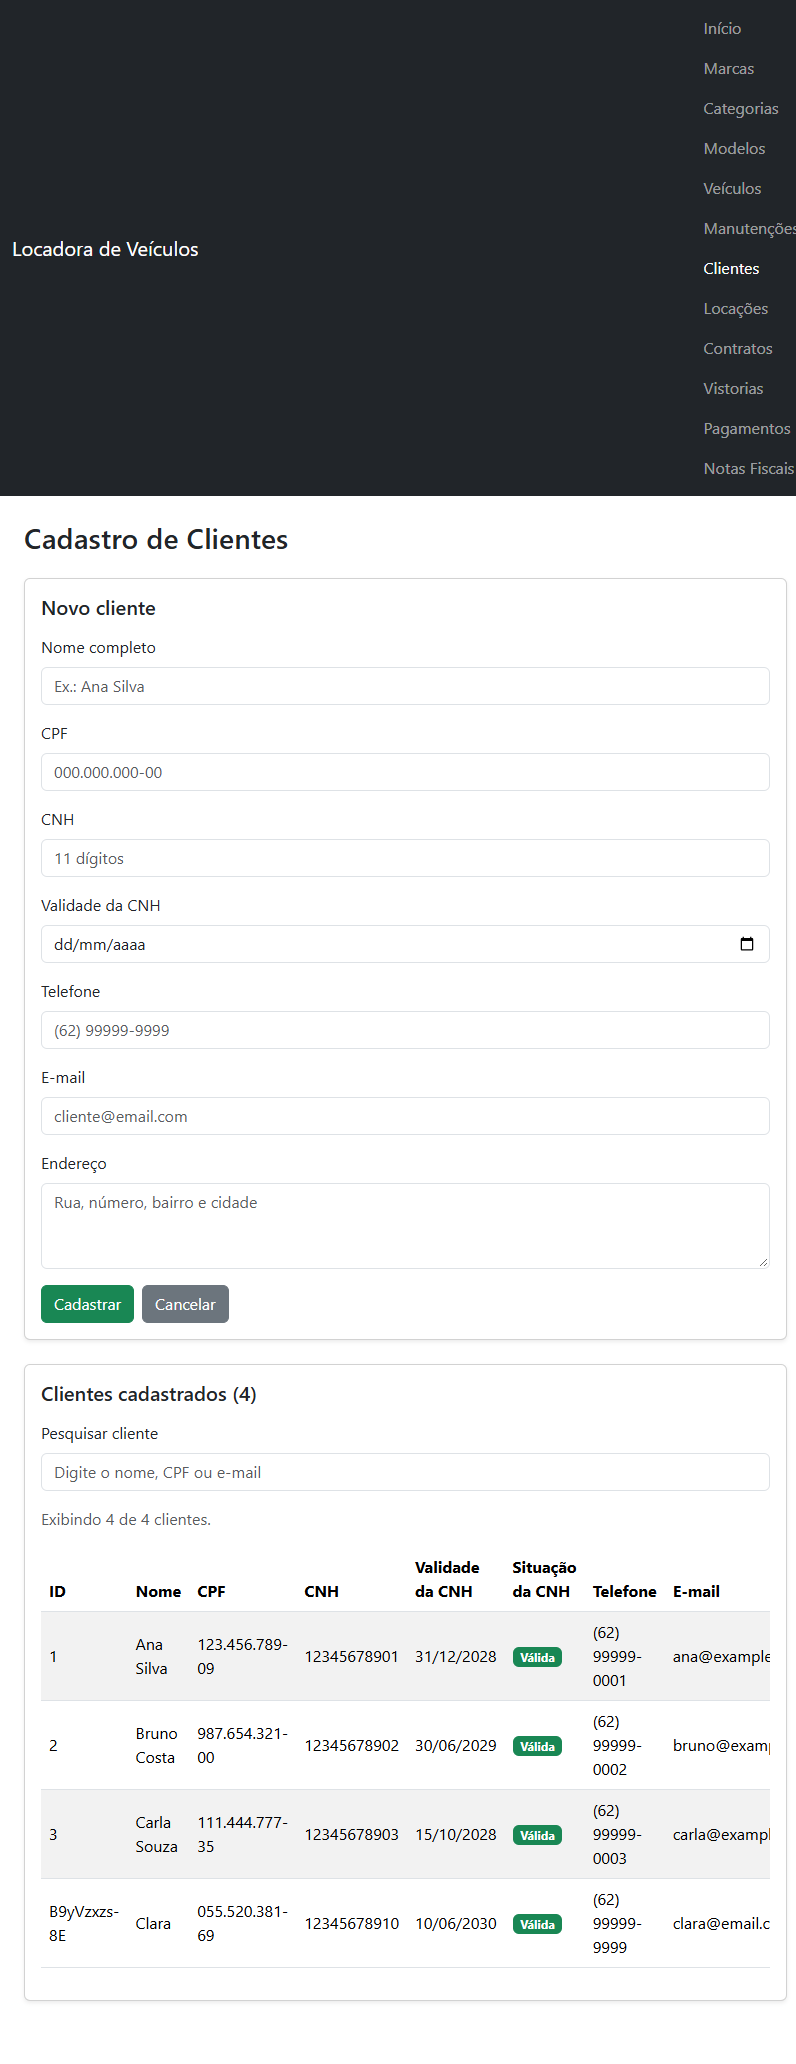 Locadora de Veículos
Início
Marcas
Categorias
Modelos
Veículos
Manutenções
Clientes
Locações
Contratos
Vistorias
Pagamentos
Notas Fiscais
Cadastro de Clientes
Novo cliente
Nome completo
Ex.: Ana Silva
CPF
000.000.000-00
CNH
11 dígitos
Validade da CNH
dd/mm/aaaa
Telefone
(62) 99999-9999
E-mail
cliente@email.com
Endereço
Rua, número, bairro e cidade
Cadastrar Cancelar
Clientes cadastrados (4)
Pesquisar cliente
Digite o nome, CPF ou e-mail
Exibindo 4 de 4 clientes.
ID Nome CPF CNH Validade da CNH Situação da CNH Telefone E-mail
1 Ana Silva 123.456.789-09 12345678901 31/12/2028 Válida (62) 99999-0001 ana@example
2 Bruno Costa 987.654.321-00 12345678902 30/06/2029 Válida (62) 99999-0002 bruno@exam
3 Carla Souza 111.444.777-35 12345678903 15/10/2028 Válida (62) 99999-0003 carla@exampl
B9yVzxzs-8E Clara 055.520.381-69 12345678910 10/06/2030 Válida (62) 99999-9999 clara@email.c